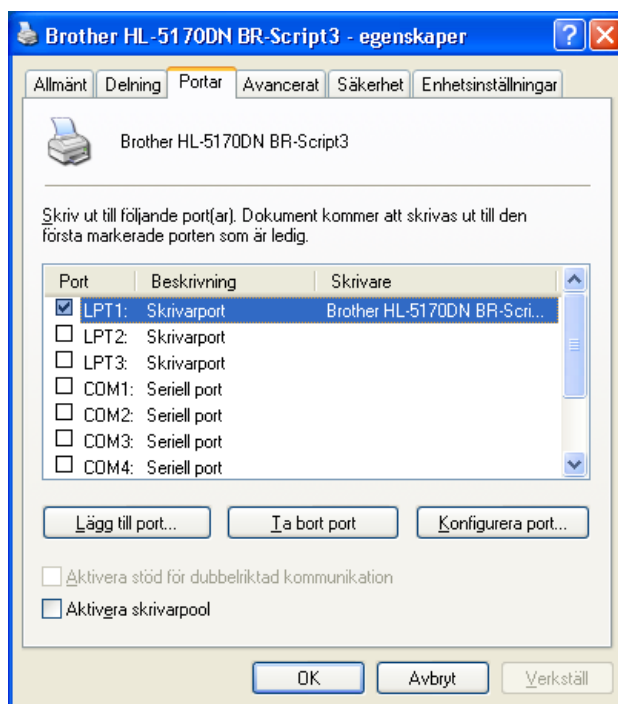 Brother HL-5170DN BR-Script3 - egenskaper
Allmänt Delning Portar Avancerat Säkerhet Enhetsinställningar
Brother HL-5170DN BR-Script3
Skriv ut till följande port(ar). Dokument kommer att skrivas ut till den
första markerade porten som är ledig.
Port Beskrivning Skrivare
LPT1: Skrivarport Brother HL-5170DN BR-Scri...
LPT2: Skrivarport
LPT3: Skrivarport
COM1: Seriell port
COM2: Seriell port
COM3: Seriell port
COM4: Seriell port
Lägg till port... Ta bort port Konfigurera port...
Aktivera stöd för dubbelriktad kommunikation
Aktivera skrivarpool
OK Avbryt Verkställ